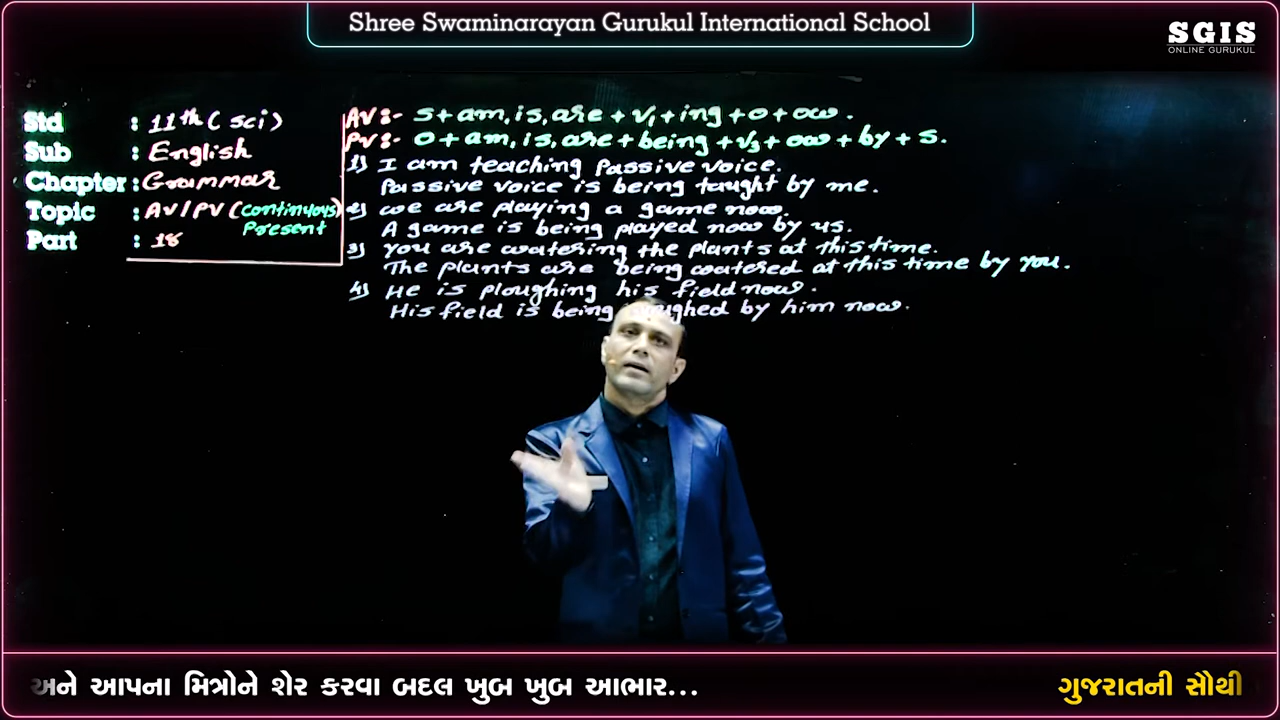 Shree Swaminarayan Gurukul International School
SGIS
ONLINE GURUKUL
Std : 11th (sci)
Sub : English
Chapter : Grammar
Topic : AV/PV (continuous
Present
Part : 18
AV:- S + am, is, are + V1 + ing + O + ow.
PV:- O + am, is, are + being + V3 + ow + by + S.
1) I am teaching Passive voice.
Passive voice is being taught by me.
2) we are playing a game now.
A game is being played now by us.
3) you are watering the plants at this time.
The plants are being watered at this time by you.
4) He is ploughing his field now.
His field is being by him now.
અને આપના મિત્રોને શેર કરવા બદલ ખુબ ખુબ આભાર...
ગુજરાતની સૌથી